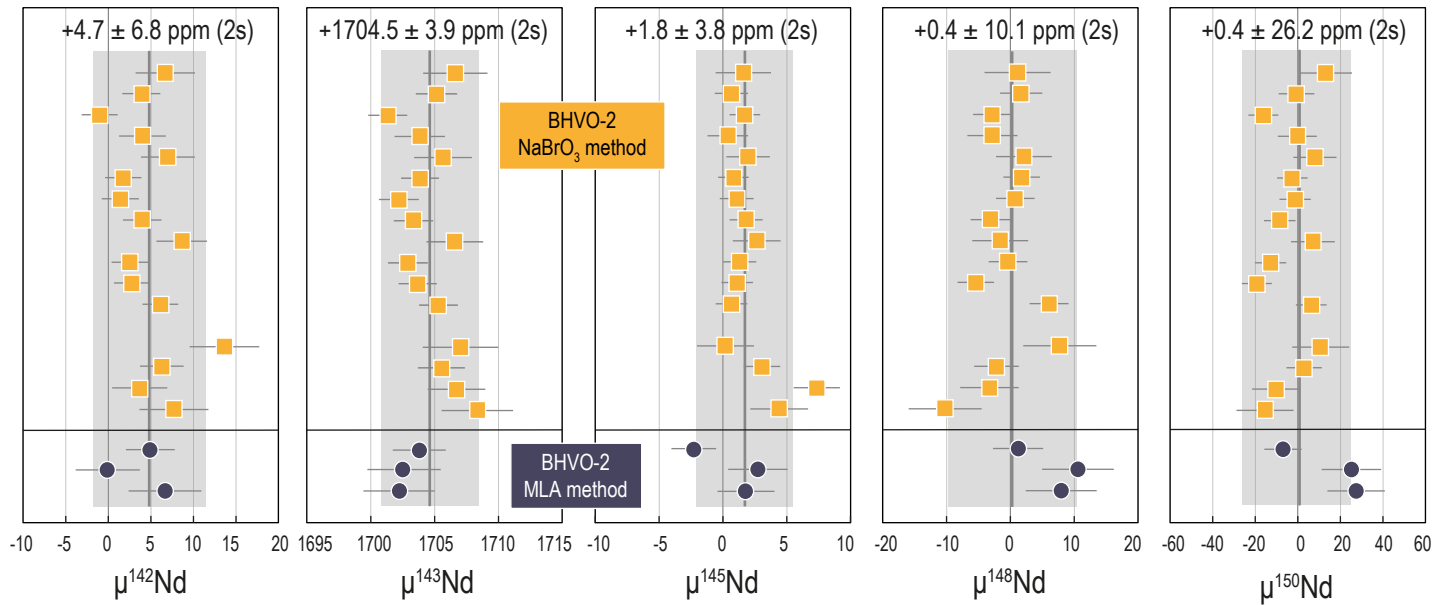 +4.7 ± 6.8 ppm (2s) +1704.5 ± 3.9 ppm (2s) +1.8 ± 3.8 ppm (2s) +0.4 ± 10.1 ppm (2s) +0.4 ± 26.2 ppm (2s)
BHVO-2
NaBrO₃ method
BHVO-2
MLA method
-10 -5 0 5 10 15 20 1695 1700 1705 1710 1715 -10 -5 0 5 10 -20 -10 0 10 20 -60 -40 -20 0 20 40 60
μ¹⁴²Nd μ¹⁴³Nd μ¹⁴⁵Nd μ¹⁴⁸Nd μ¹⁵⁰Nd